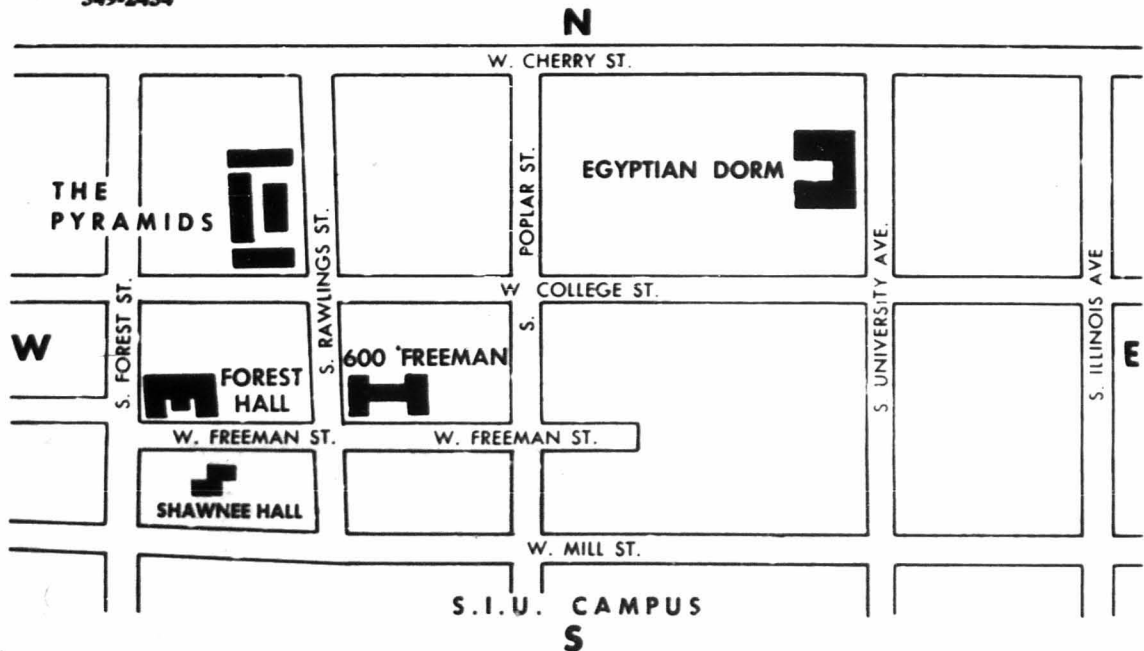 N
W. CHERRY ST.
THE
PYRAMIDS
EGYPTIAN DORM
S. FOREST ST.
S. RAWLINGS ST.
S. POPLAR ST.
S UNIVERSITY AVE.
S. ILLINOIS AVE
W COLLEGE ST.
W
E
600 FREEMAN
FOREST
HALL
W. FREEMAN ST.
W. FREEMAN ST.
SHAWNEE HALL
W. MILL ST.
S.I.U. CAMPUS
S